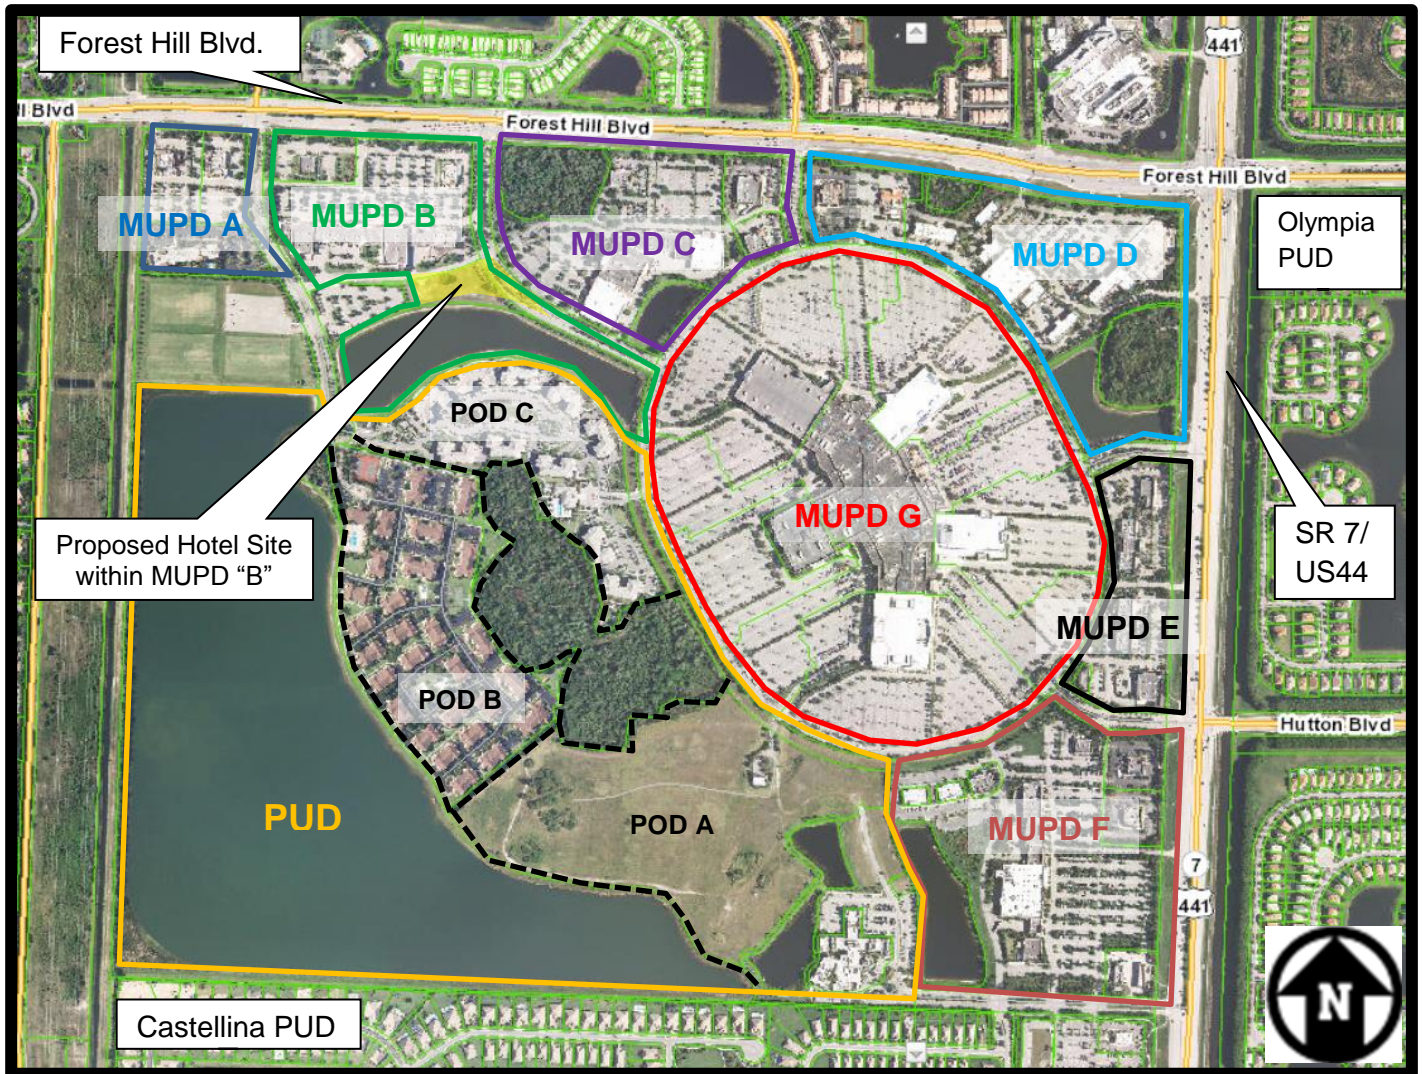 Forest Hill Blvd.
441
ll Blvd
Forest Hill Blvd
Forest Hill Blvd
MUPD A
MUPD B
MUPD C
MUPD D
Olympia
PUD
POD C
MUPD G
Proposed Hotel Site
within MUPD “B”
SR 7/
US44
MUPD E
POD B
Hutton Blvd
PUD
POD A
MUPD F
7
441
N
Castellina PUD